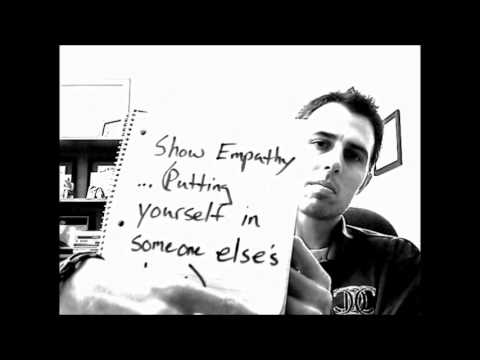 Show Empathy
... (Putting
yourself in
someone else's